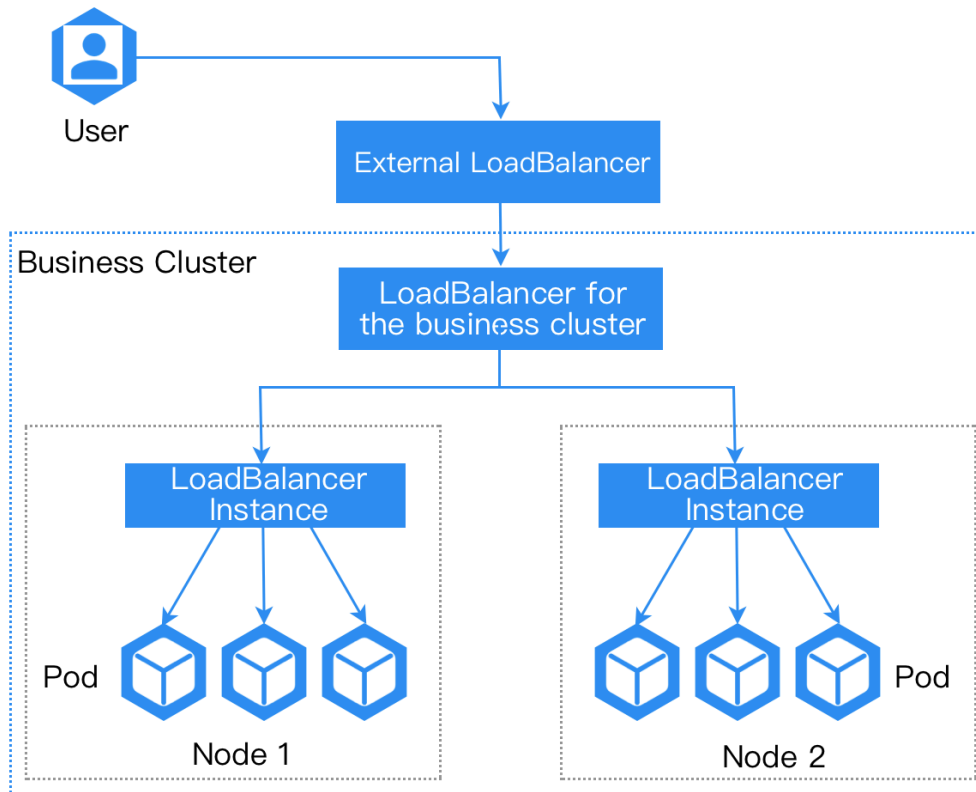 User
External LoadBalancer
Business Cluster
LoadBalancer for
the business cluster
LoadBalancer
Instance
LoadBalancer
Instance
Pod
Pod
Node 1
Node 2